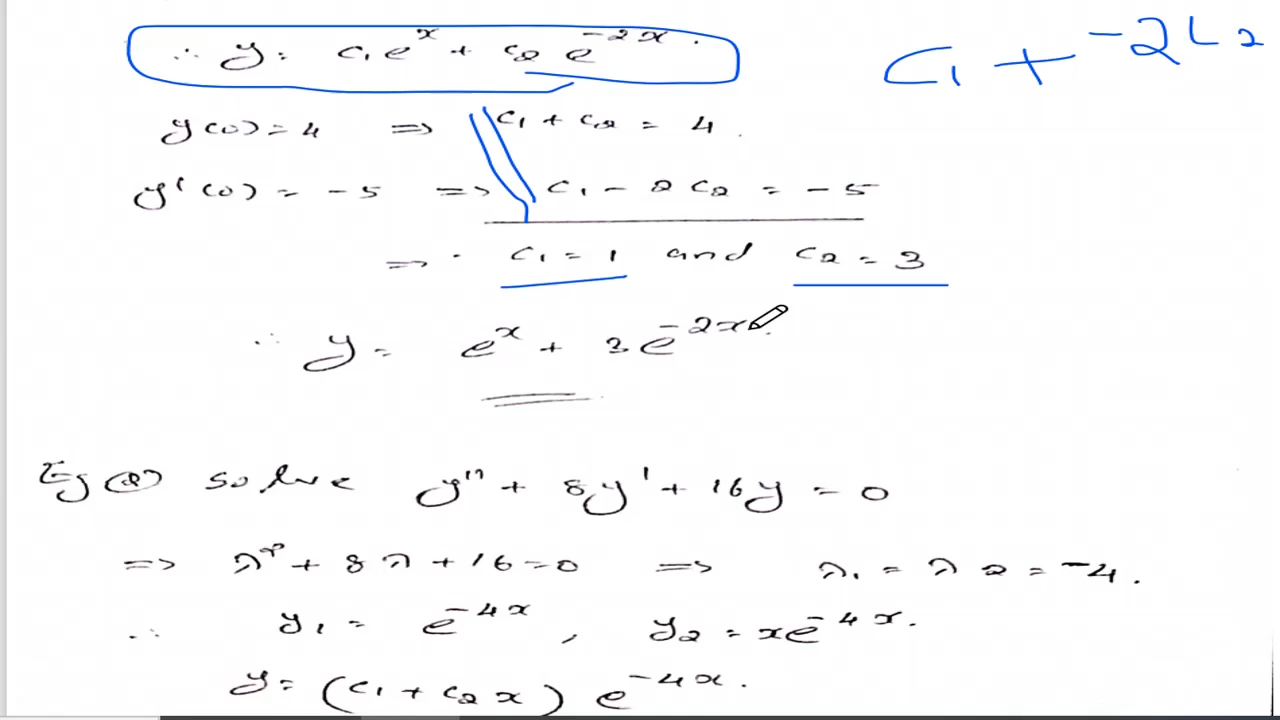 ∴ y = c₁eˣ + c₂e⁻²ˣ. c₁ + -2c₂
y(0) = 4 ⇒ c₁ + c₂ = 4.
y'(0) = -5 ⇒ c₁ - 2c₂ = -5
⇒ c₁ = 1 and c₂ = 3
∴ y = eˣ + 3e⁻²ˣ.
Eg (2) solve y'' + 8y' + 16y = 0
⇒ λ² + 8λ + 16 = 0 ⇒ λ₁ = λ2 = -4.
∴ y₁ = e⁻⁴ˣ, y₂ = xe⁻⁴ˣ.
y = (c₁ + c₂x) e⁻⁴ˣ.